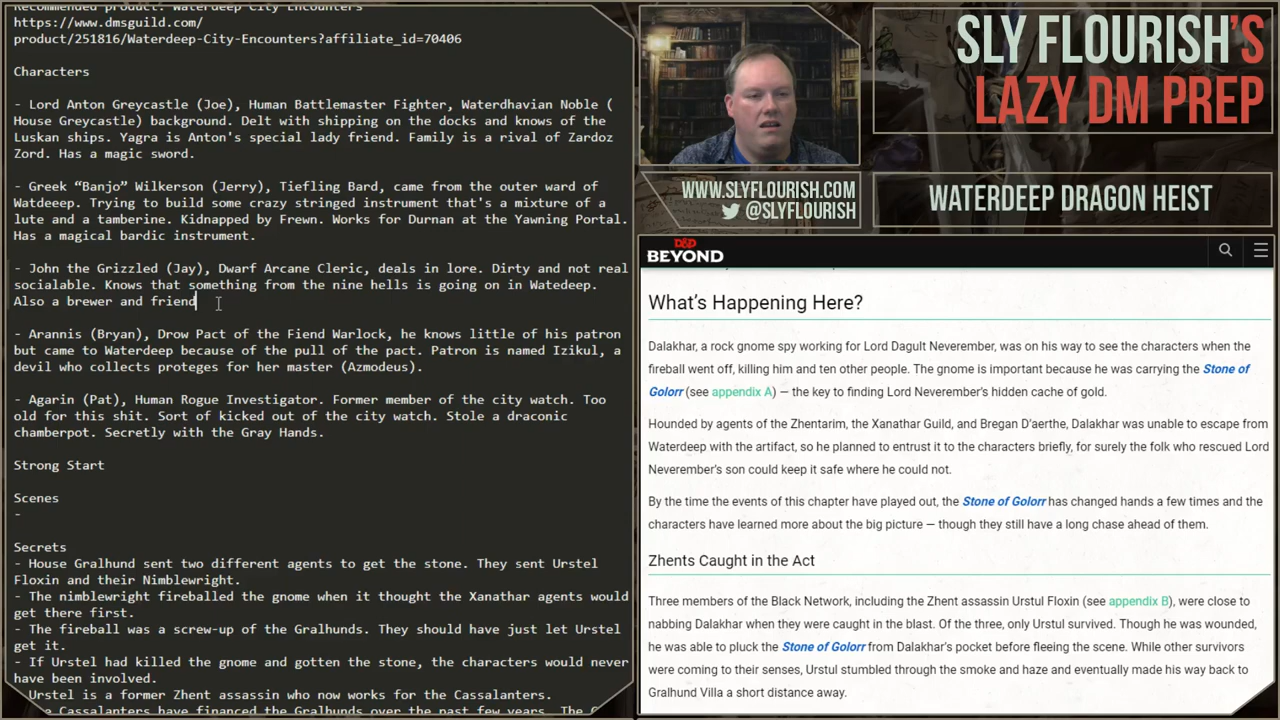 Recommended product: Waterdeep City Encounters
https://www.dmsguild.com/
product/251816/Waterdeep-City-Encounters?affiliate_id=70406
Characters
- Lord Anton Greycastle (Joe), Human Battlemaster Fighter, Waterdhavian Noble (
House Greycastle) background. Delt with shipping on the docks and knows of the
Luskan ships. Yagra is Anton's special lady friend. Family is a rival of Zardoz
Zord. Has a magic sword.
- Greek “Banjo” Wilkerson (Jerry), Tiefling Bard, came from the outer ward of
Watdeeep. Trying to build some crazy stringed instrument that's a mixture of a
lute and a tamberine. Kidnapped by Frewn. Works for Durnan at the Yawning Portal.
Has a magical bardic instrument.
- John the Grizzled (Jay), Dwarf Arcane Cleric, deals in lore. Dirty and not real
socialable. Knows that something from the nine hells is going on in Watedeep.
Also a brewer and friend
- Arannis (Bryan), Drow Pact of the Fiend Warlock, he knows little of his patron
but came to Waterdeep because of the pull of the pact. Patron is named Izikul, a
devil who collects proteges for her master (Azmodeus).
- Agarin (Pat), Human Rogue Investigator. Former member of the city watch. Too
old for this shit. Sort of kicked out of the city watch. Stole a draconic
chamberpot. Secretly with the Gray Hands.
Strong Start
Scenes
-
Secrets
- House Gralhund sent two different agents to get the stone. They sent Urstel
Floxin and their Nimblewright.
- The nimblewright fireballed the gnome when it thought the Xanathar agents would
get there first.
- The fireball was a screw-up of the Gralhunds. They should have just let Urstel
get it.
- If Urstel had killed the gnome and gotten the stone, the characters would never
have been involved.
Urstel is a former Zhent assassin who now works for the Cassalanters.
Cassalanters have financed the Gralhunds over the past few years. The
SLY FLOURISH'S
LAZY DM PREP
WWW.SLYFLOURISH.COM
@SLYFLOURISH
WATERDEEP DRAGON HEIST
D&D
BEYOND
What's Happening Here?
Dalakhar, a rock gnome spy working for Lord Dagult Neverember, was on his way to see the characters when the
fireball went off, killing him and ten other people. The gnome is important because he was carrying the Stone of
Golorr (see appendix A) — the key to finding Lord Neverember's hidden cache of gold.
Hounded by agents of the Zhentarim, the Xanathar Guild, and Bregan D'aerthe, Dalakhar was unable to escape from
Waterdeep with the artifact, so he planned to entrust it to the characters briefly, for surely the folk who rescued Lord
Neverember's son could keep it safe where he could not.
By the time the events of this chapter have played out, the Stone of Golorr has changed hands a few times and the
characters have learned more about the big picture — though they still have a long chase ahead of them.
Zhents Caught in the Act
Three members of the Black Network, including the Zhent assassin Urstul Floxin (see appendix B), were close to
nabbing Dalakhar when they were caught in the blast. Of the three, only Urstul survived. Though he was wounded,
he was able to pluck the Stone of Golorr from Dalakhar's pocket before fleeing the scene. While other survivors
were coming to their senses, Urstul stumbled through the smoke and haze and eventually made his way back to
Gralhund Villa a short distance away.